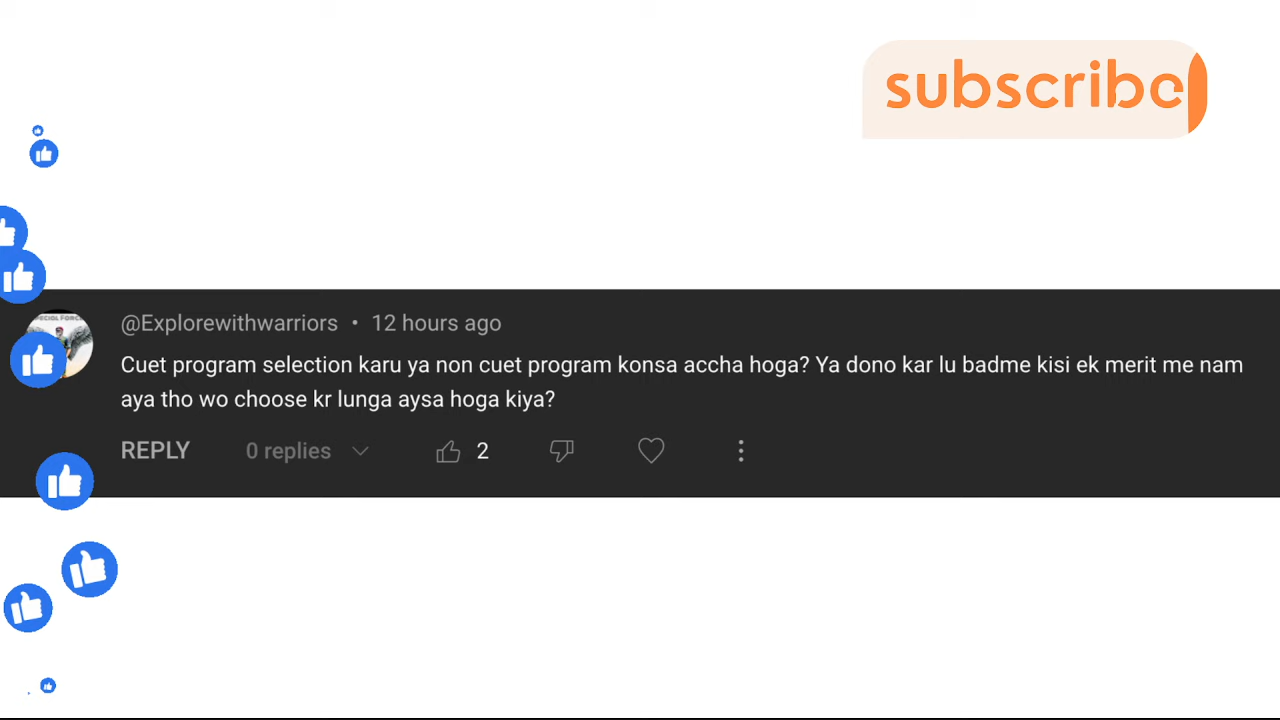 subscribe
SPECIAL FORCE
@Explorewithwarriors • 12 hours ago
Cuet program selection karu ya non cuet program konsa accha hoga? Ya dono kar lu badme kisi ek merit me nam
aya tho wo choose kr lunga aysa hoga kiya?
REPLY 0 replies 2